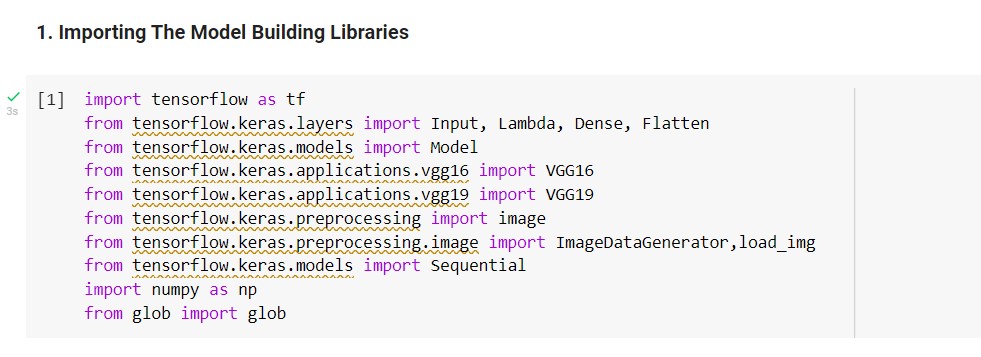 1. Importing The Model Building Libraries
[1] import tensorflow as tf
3s
from tensorflow.keras.layers import Input, Lambda, Dense, Flatten
from tensorflow.keras.models import Model
from tensorflow.keras.applications.vgg16 import VGG16
from tensorflow.keras.applications.vgg19 import VGG19
from tensorflow.keras.preprocessing import image
from tensorflow.keras.preprocessing.image import ImageDataGenerator,load_img
from tensorflow.keras.models import Sequential
import numpy as np
from glob import glob